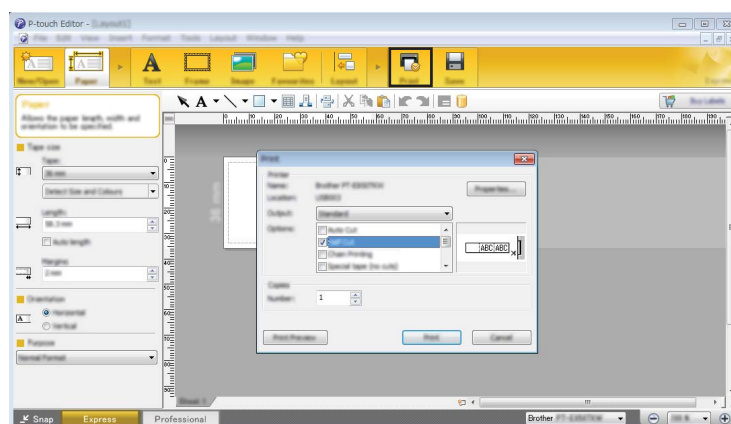 P-touch Editor - [Layout1]
File Edit View Insert Format Tools Layout Window Help
New/Open Paper Text Frame Image Favourites Layout Print Save
Paper
Allows the paper length, width and
orientation to be specified.
Buy Labels
Tape size
Tape:
36 mm
Detect Size and Colours
Length:
Auto length
Margins:
2 mm
Orientation
Horizontal
Vertical
Purpose
Normal Format
Print
Printer
Name: Brother
Location:
Properties...
Output: Standard
Options: Auto Cut
Half Cut
Chain Printing
Special tape (no cuts)
ABC ABC
Copies
Number: 1
Print Preview Print Cancel
Sheet 1
Snap Express Professional Brother